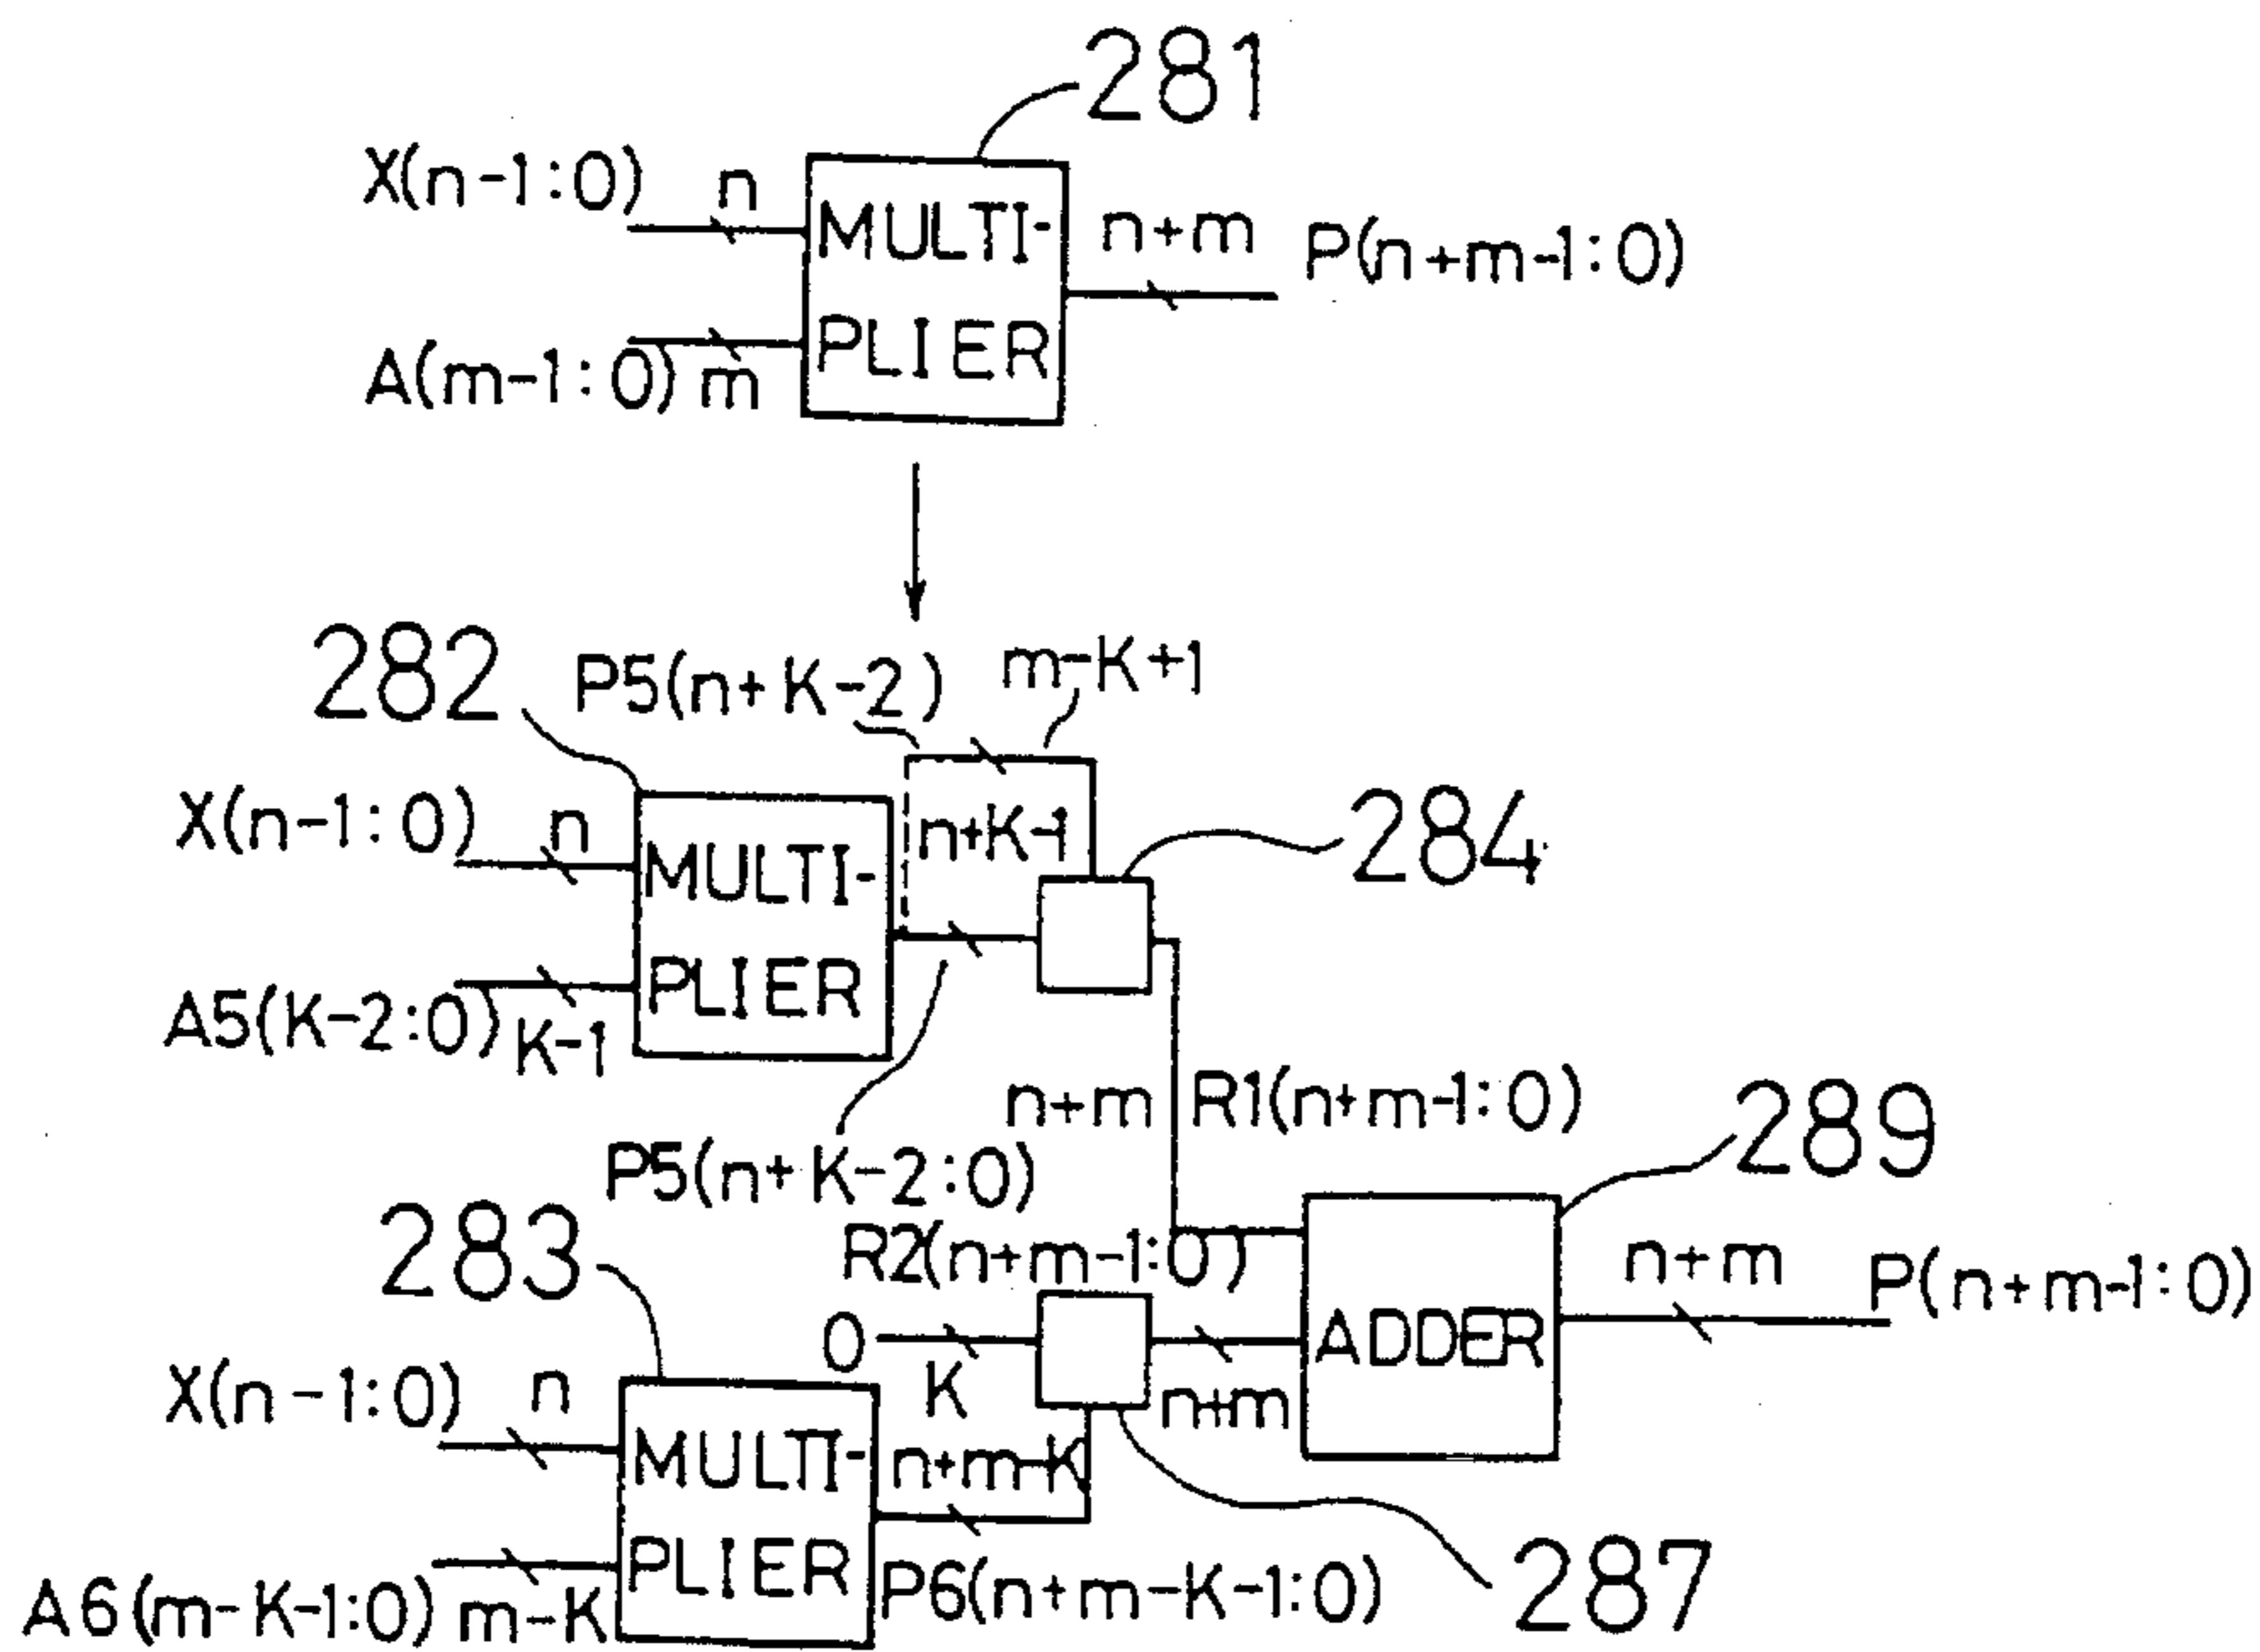 281
X(n-1:0) n
MULTI-
PLIER
n+m P(n+m-1:0)
A(m-1:0) m
282
P5(n+K-2) m-K+1
X(n-1:0) n
n+K-1
284
MULTI-
PLIER
A5(K-2:0) K-1
n+m R1(n+m-1:0)
289
P5(n+K-2:0)
283
R2(n+m-1:0)
n+m P(n+m-1:0)
0
K
ADDER
n+m
X(n-1:0) n
MULTI-
PLIER
n+m-K
A6(m-K-1:0) m-K
P6(n+m-K-1:0)
287